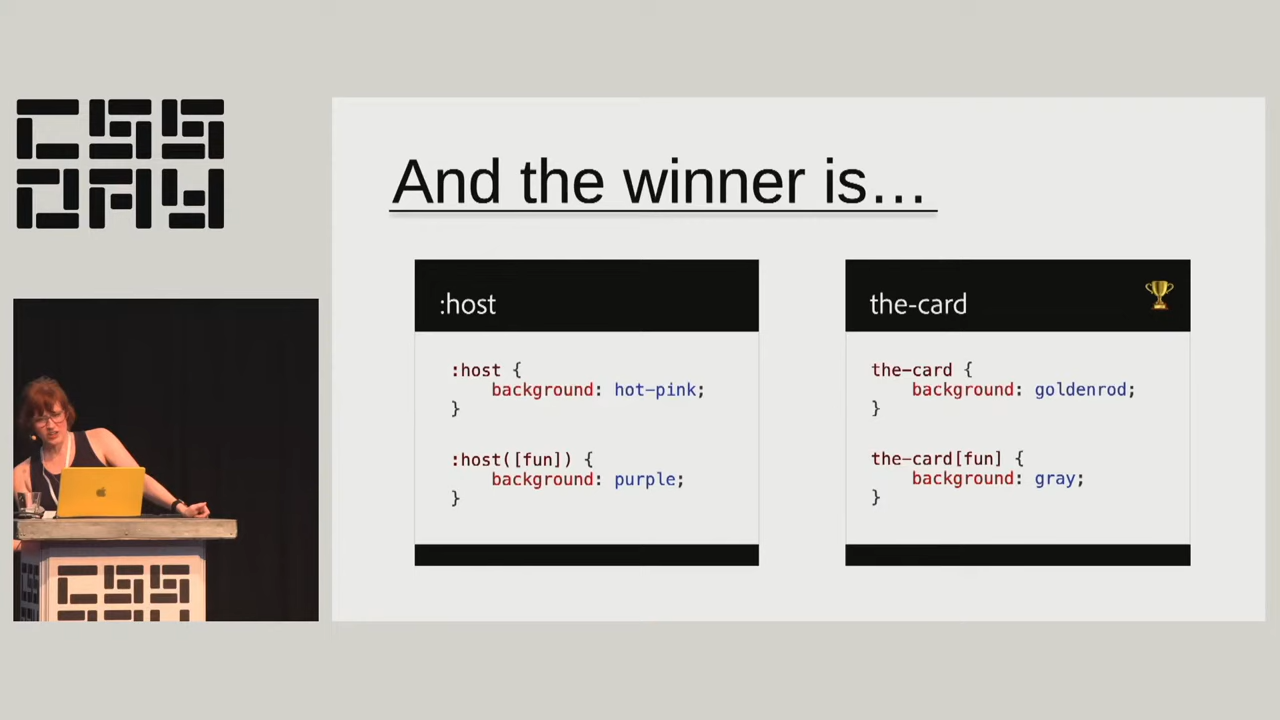 CSS
DAY
And the winner is…
:host
:host {
background: hot-pink;
}
:host([fun]) {
background: purple;
}
the-card
the-card {
background: goldenrod;
}
the-card[fun] {
background: gray;
}
CSS